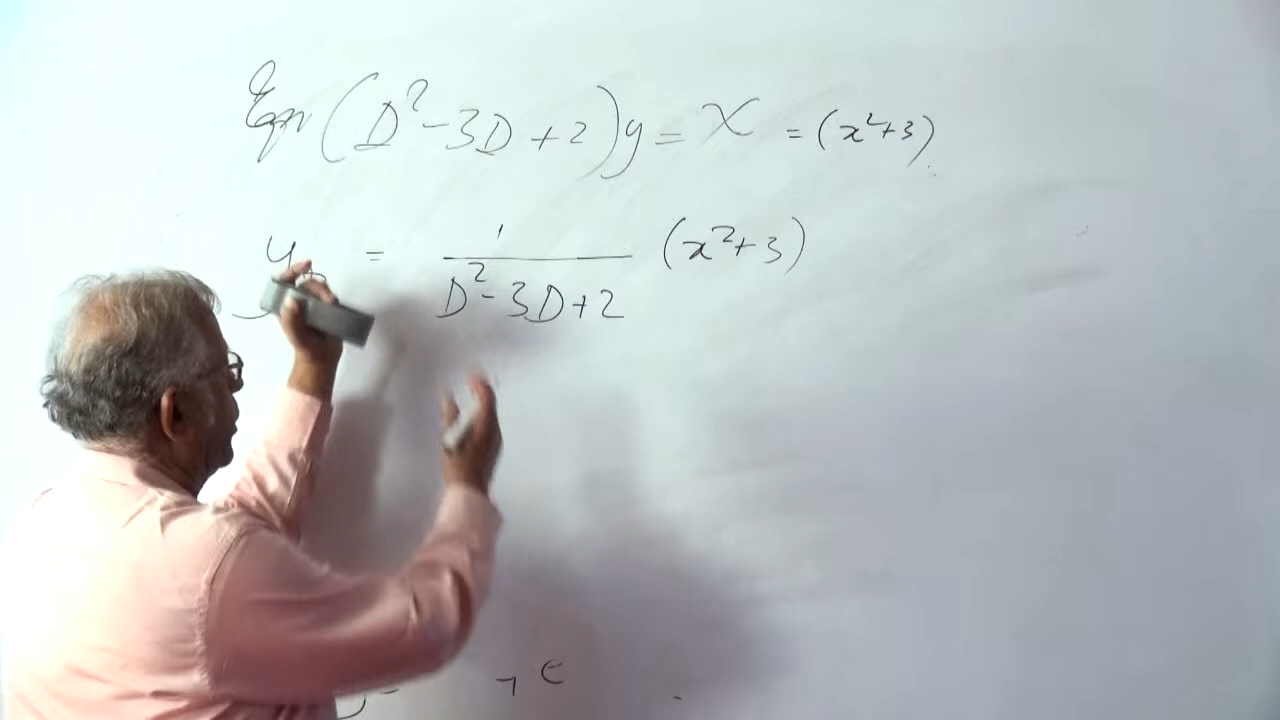 Eqn (D² - 3D + 2)y = X = (x²+3)
y = 1/(D² - 3D + 2) (x²+3)